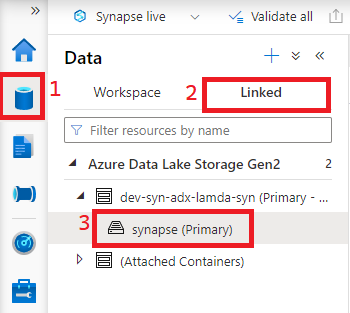 Synapse live
Validate all
Data
1
Workspace
2
Linked
Filter resources by name
Azure Data Lake Storage Gen2
2
dev-syn-adx-lamda-syn (Primary - ...
3
synapse (Primary)
(Attached Containers)